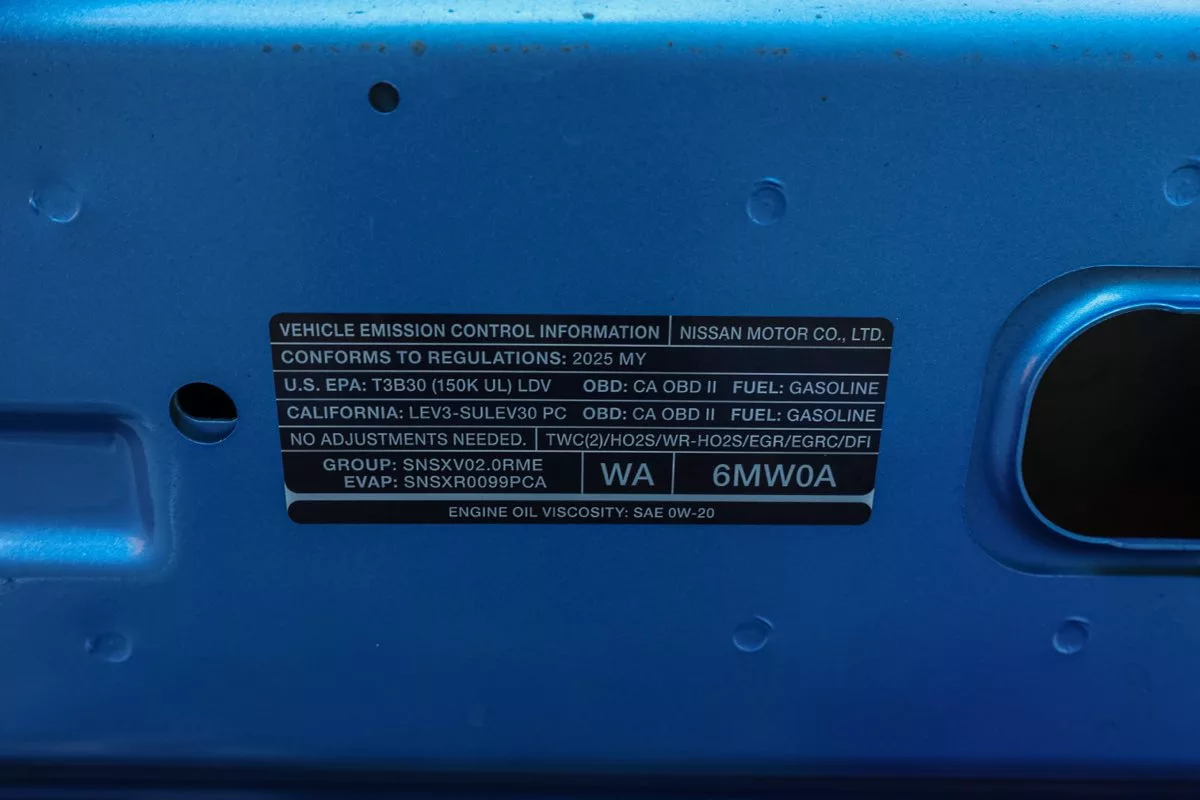 VEHICLE EMISSION CONTROL INFORMATION NISSAN MOTOR CO., LTD.
CONFORMS TO REGULATIONS: 2025 MY
U.S. EPA: T3B30 (150K UL) LDV OBD: CA OBD II FUEL: GASOLINE
CALIFORNIA: LEV3-SULEV30 PC OBD: CA OBD II FUEL: GASOLINE
NO ADJUSTMENTS NEEDED. TWC(2)/HO2S/WR-HO2S/EGR/EGRC/DFI
GROUP: SNSXV02.0RME
EVAP: SNSXR0099PCA
WA 6MW0A
ENGINE OIL VISCOSITY: SAE 0W-20